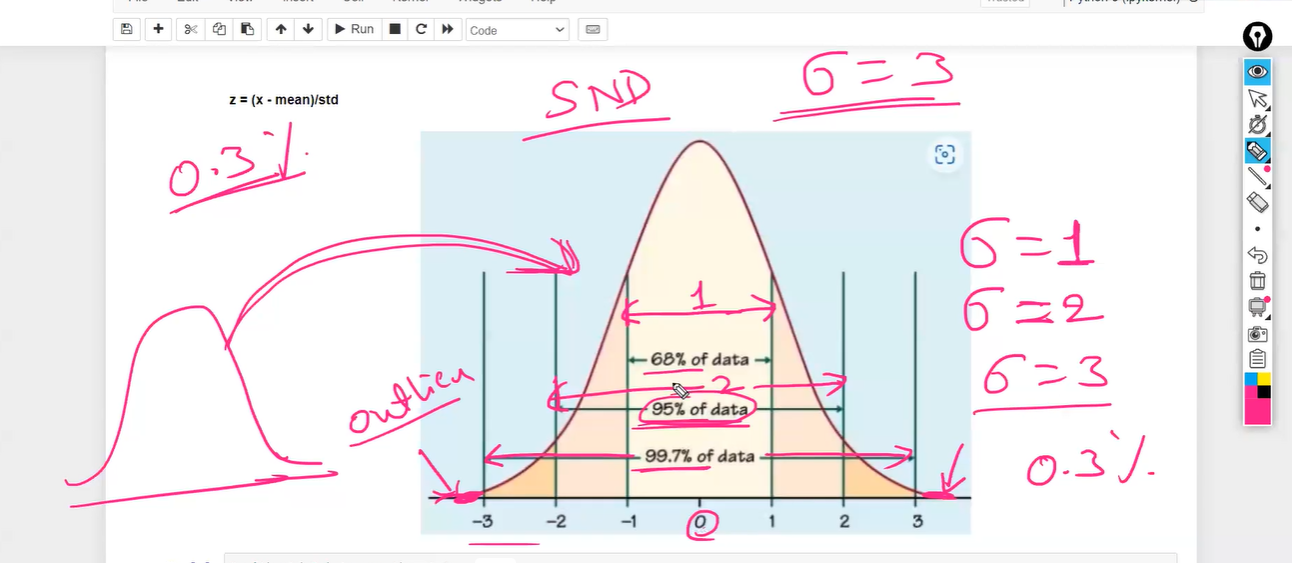 Run
Code
z = (x - mean)/std
SND
σ = 3
0.3%
σ = 1
1
σ = 2
68% of data
σ = 3
2
outlier
95% of data
99.7% of data
0.3%
-3 -2 -1 0 1 2 3